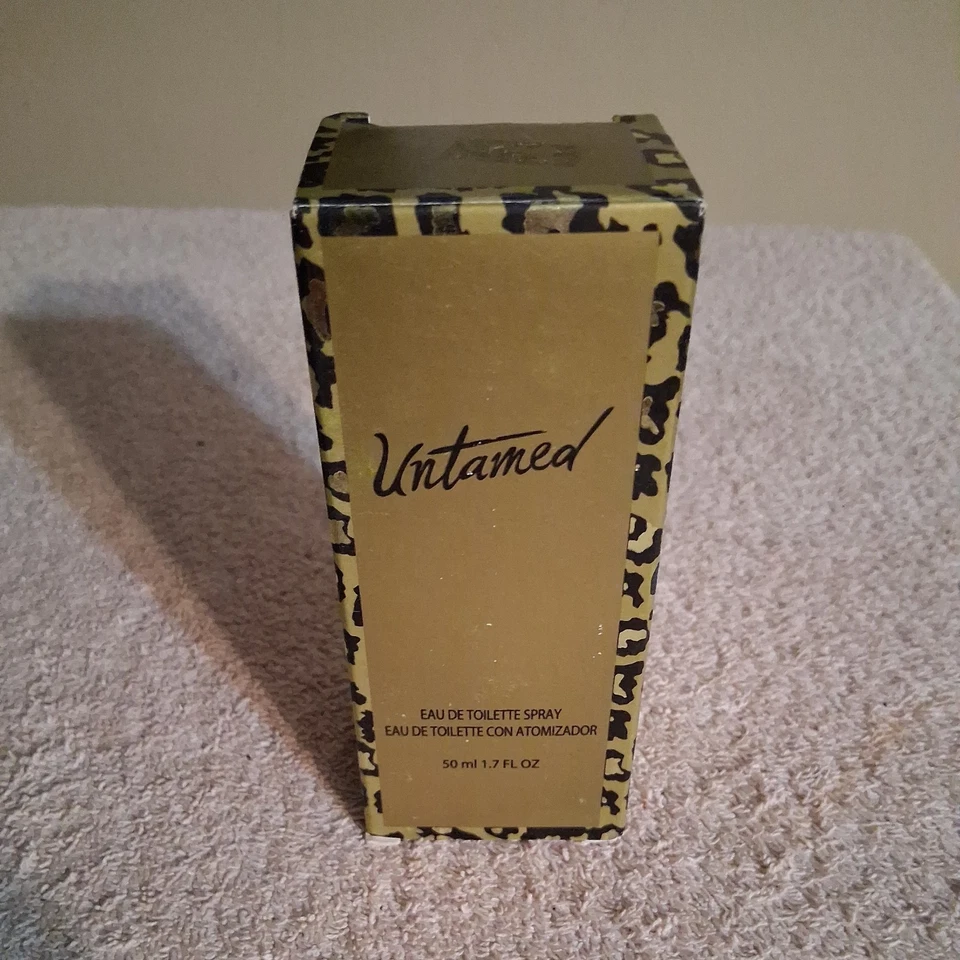 Untamed
EAU DE TOILETTE SPRAY
EAU DE TOILETTE CON ATOMIZADOR
50 ml 1.7 FL OZ